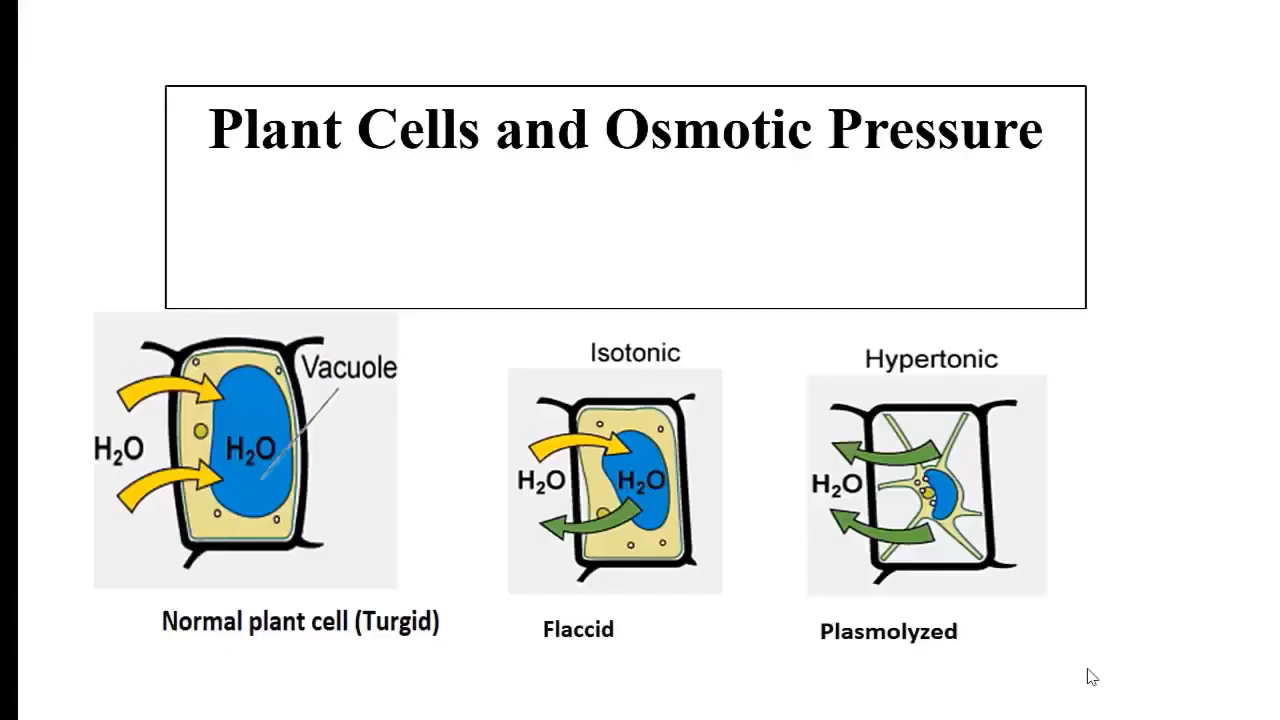 Plant Cells and Osmotic Pressure
Vacuole
H₂O
H₂O
Normal plant cell (Turgid)
Isotonic
H₂O
H₂O
Flaccid
Hypertonic
H₂O
Plasmolyzed